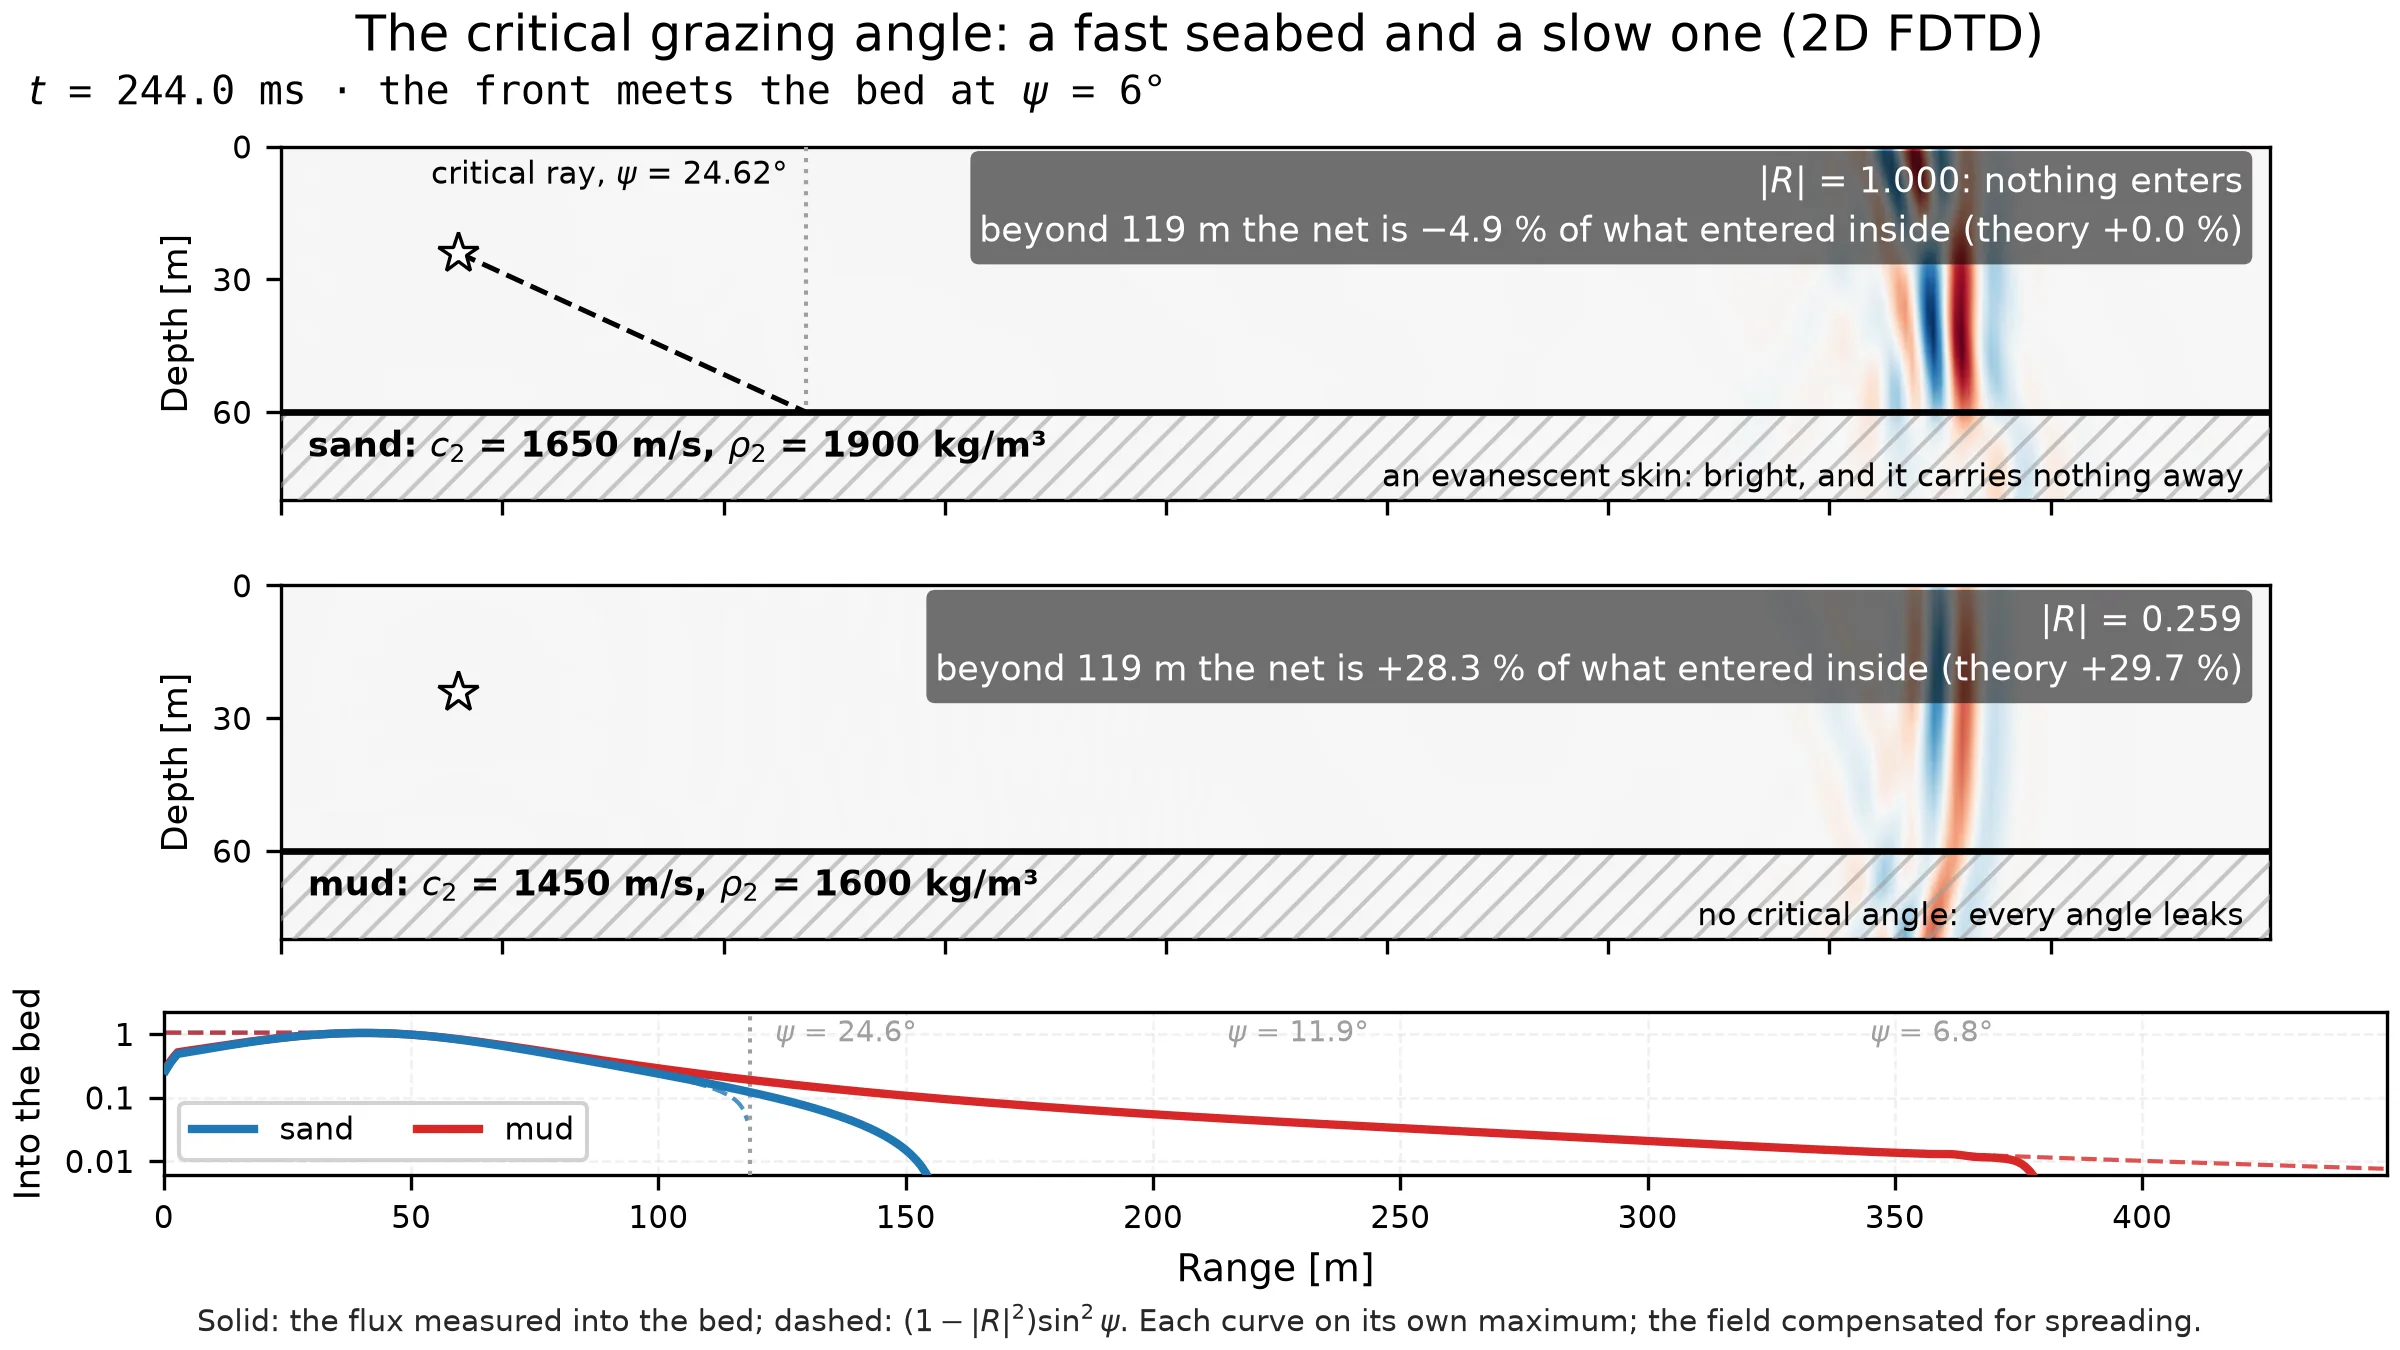 The critical grazing angle: a fast seabed and a slow one (2D FDTD)
t = 244.0 ms · the front meets the bed at ψ = 6°
0
30
60
Depth [m]
critical ray, ψ = 24.62°
|R| = 1.000: nothing enters
beyond 119 m the net is −4.9 % of what entered inside (theory +0.0 %)
sand: c₂ = 1650 m/s, ρ₂ = 1900 kg/m³
an evanescent skin: bright, and it carries nothing away
0
30
60
Depth [m]
|R| = 0.259
beyond 119 m the net is +28.3 % of what entered inside (theory +29.7 %)
mud: c₂ = 1450 m/s, ρ₂ = 1600 kg/m³
no critical angle: every angle leaks
Into the bed
1
0.1
0.01
ψ = 24.6°
ψ = 11.9°
ψ = 6.8°
sand
mud
0 50 100 150 200 250 300 350 400
Range [m]
Solid: the flux measured into the bed; dashed: (1 − |R|²)sin² ψ. Each curve on its own maximum; the field compensated for spreading.